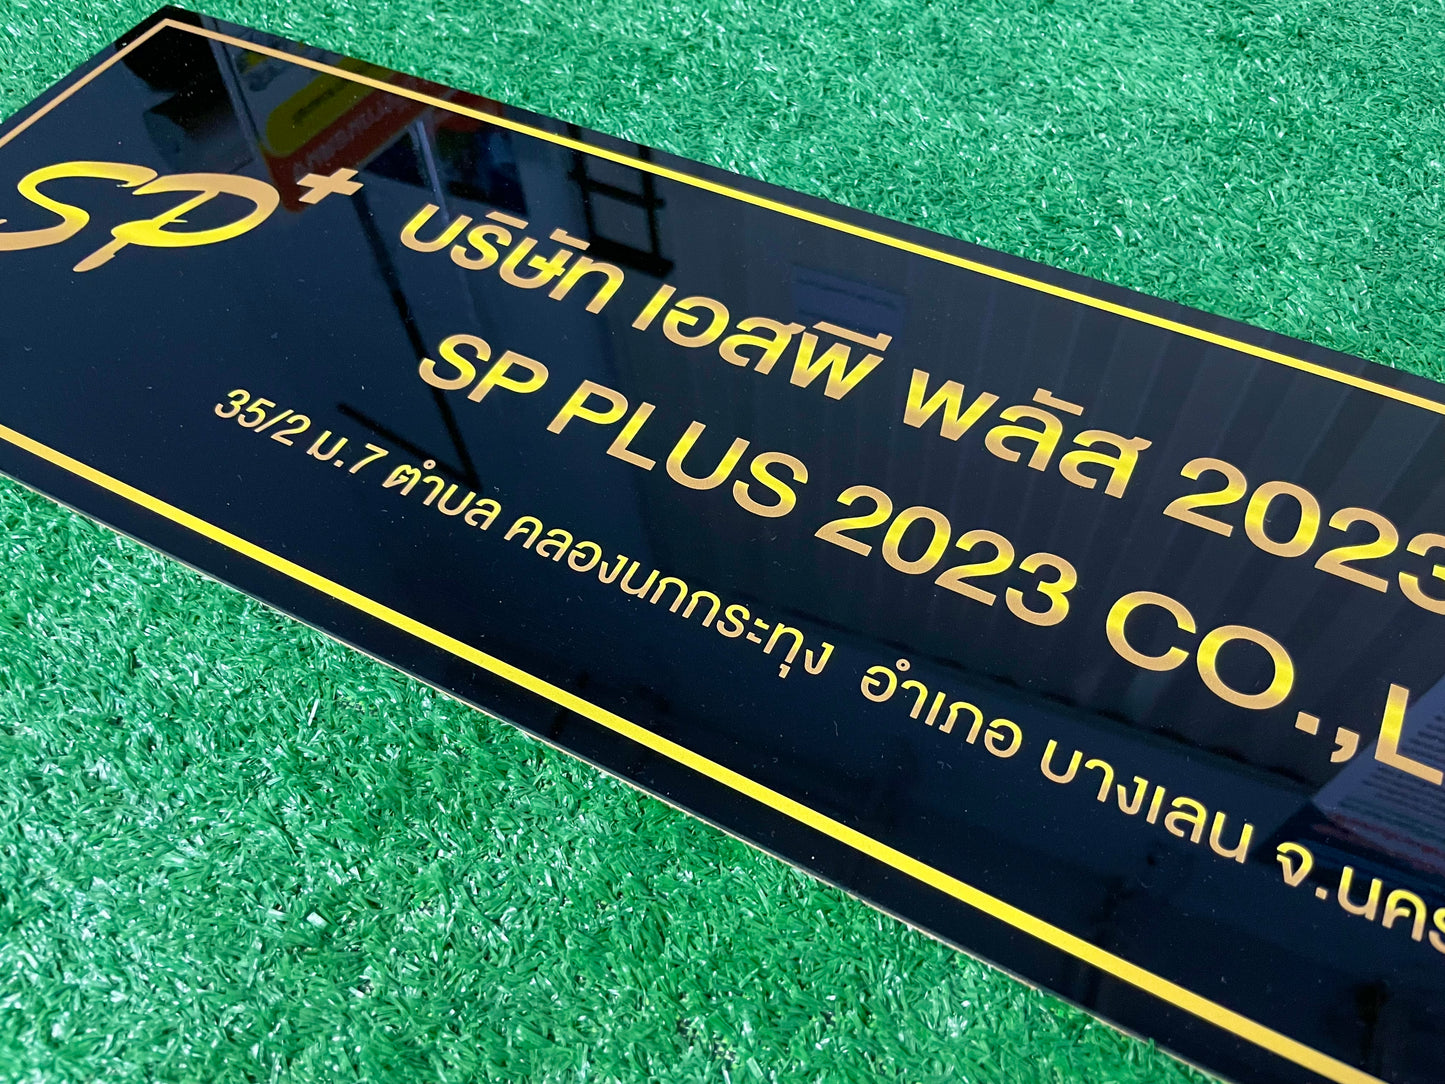 SP+
บริษัท เอสพี พลัส 2023
SP PLUS 2023 CO.,L
35/2 ม.7 ตำบล คลองนกกระทุง อำเภอ บางเลน จ.นคร